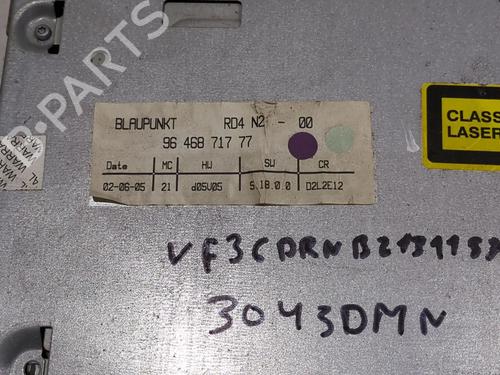 B-PARTS
BLAUPUNKT RD4 N2 - 00
96 468 717 77
Date MC HW SW CR
02-06-05 21 d05U05 5.18.0.0 D2L2E12
CLASS
LASER
3043DMN